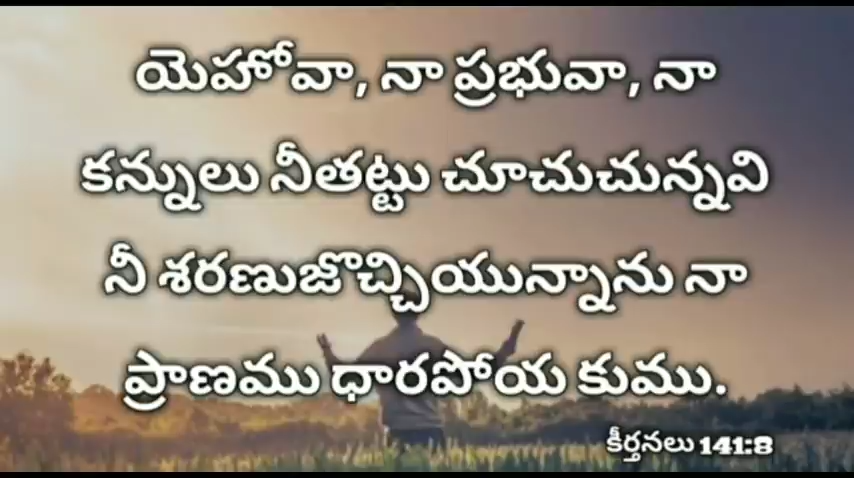 యెహోవా, నా ప్రభువా, నా
కన్నులు నీతట్టు చూచుచున్నవి
నీ శరణుజొచ్చియున్నాను నా
ప్రాణము ధారపోయ కుము.
కీర్తనలు 141:8